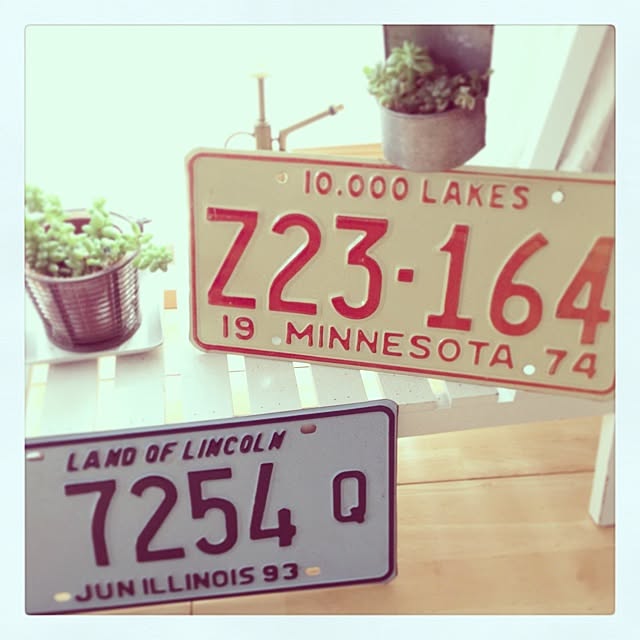 10.000 LAKES
Z23-164
19 MINNESOTA 74
LAND OF LINCOLN
7254 Q
JUN ILLINOIS 93